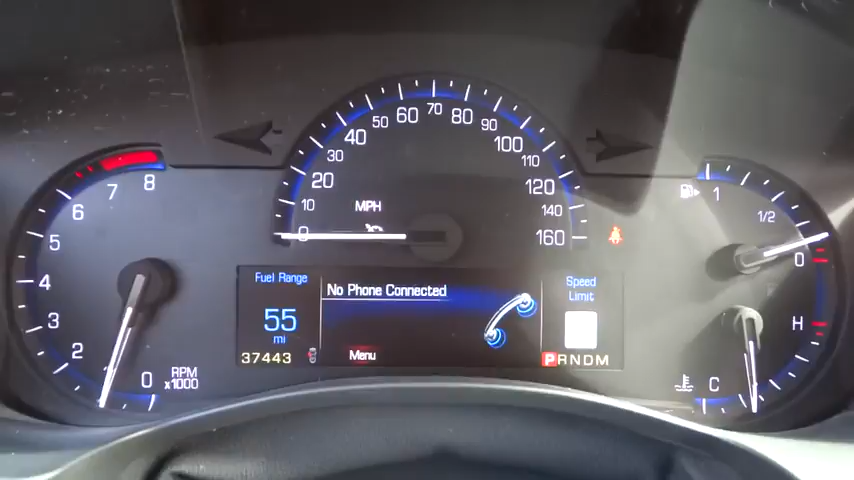 8
7
6
5
4
3
2
0
RPM
x1000
0
10
20
30
40
50
60
70
80
90
100
110
120
140
160
MPH
1
1/2
0
H
C
Fuel Range
55
mi
37443
No Phone Connected
Menu
Speed
Limit
PRNDM